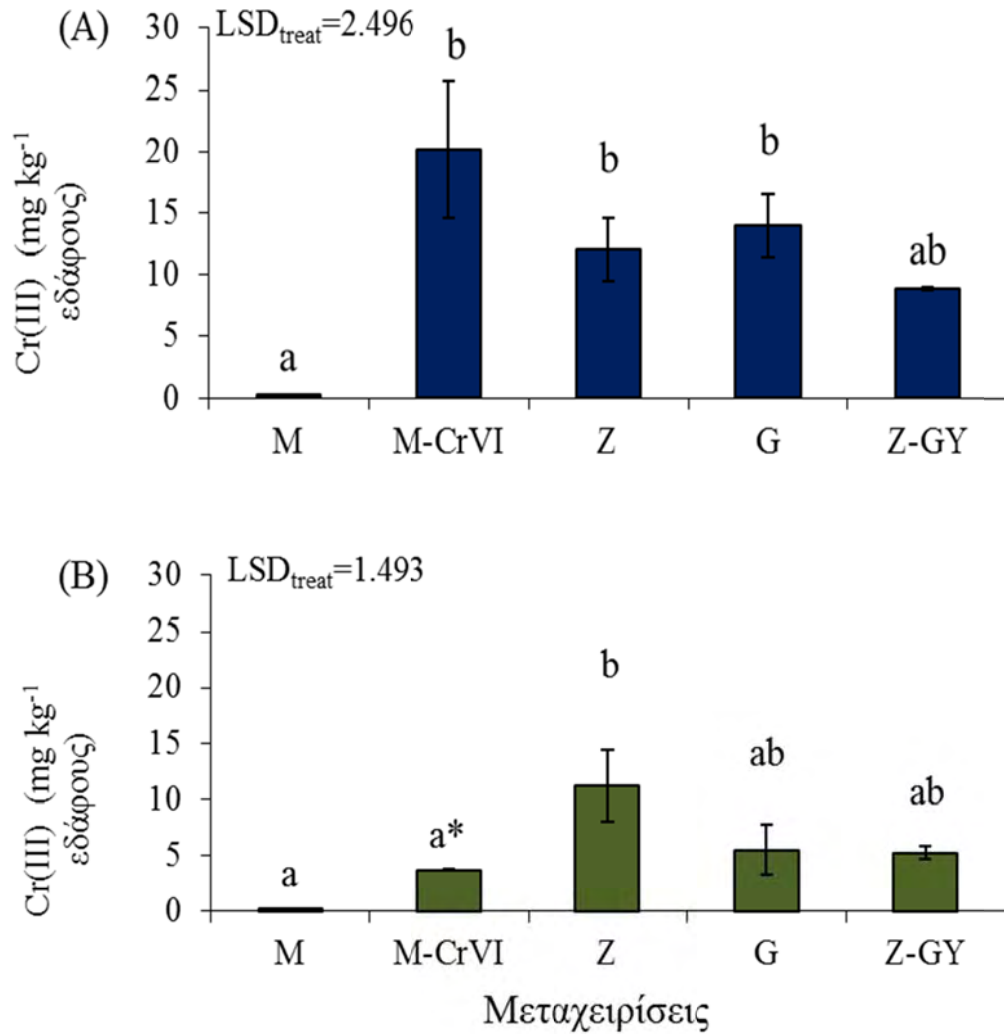 (A)
LSDtreat=2.496
Cr(III) (mg kg-1
εδάφους)
30
25
20
15
10
5
0
a
b
b
b
ab
M M-CrVI Z G Z-GY
(B)
LSDtreat=1.493
Cr(III) (mg kg-1
εδάφους)
30
25
20
15
10
5
0
a
a*
b
ab
ab
M M-CrVI Z G Z-GY
Μεταχειρίσεις